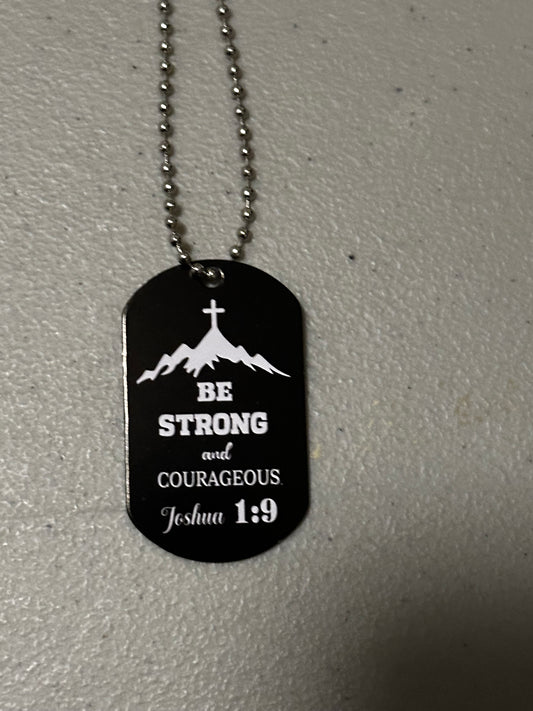 BE
STRONG
and
COURAGEOUS.
Joshua 1:9